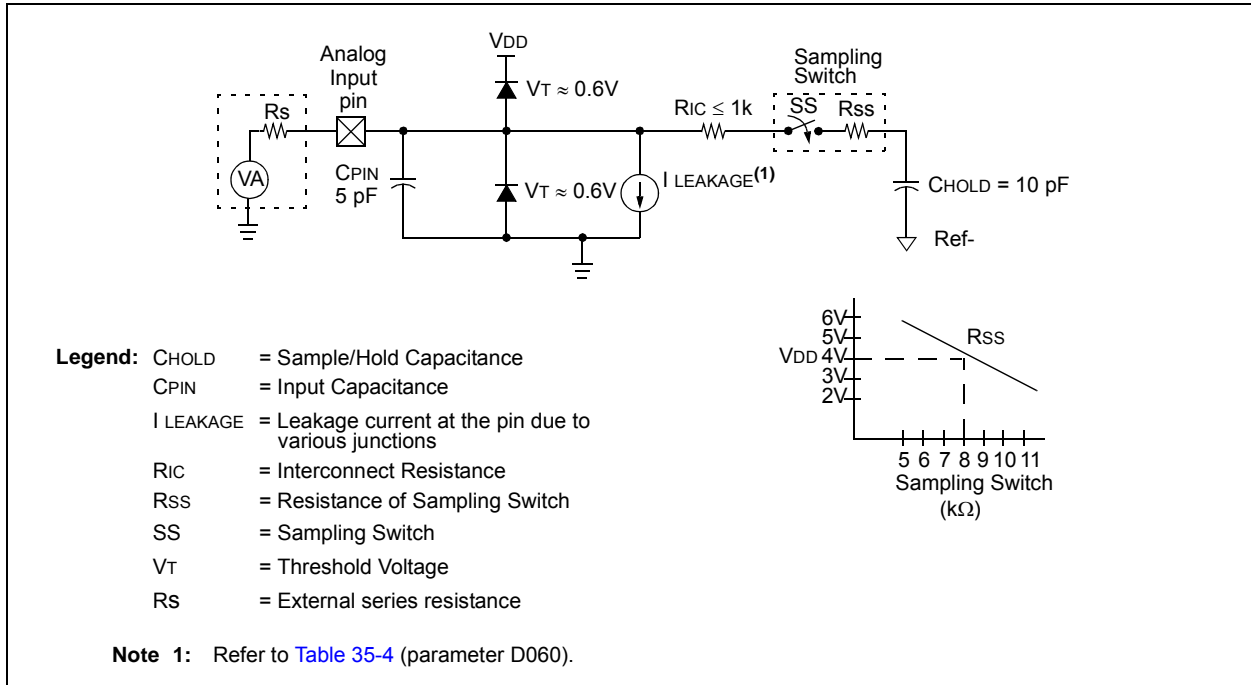 VDD
Analog
Input
pin
Sampling
Switch
Rs
VT ≈ 0.6V
RIC ≤ 1k
SS
Rss
VA
CPIN
5 pF
VT ≈ 0.6V
I LEAKAGE(1)
CHOLD = 10 pF
Ref-
6V
5V
VDD 4V
3V
2V
RSS
5 6 7 8 9 10 11
Sampling Switch
(kΩ)
Legend: CHOLD = Sample/Hold Capacitance
CPIN = Input Capacitance
I LEAKAGE = Leakage current at the pin due to
various junctions
RIC = Interconnect Resistance
RSS = Resistance of Sampling Switch
SS = Sampling Switch
VT = Threshold Voltage
Rs = External series resistance
Note 1: Refer to Table 35-4 (parameter D060).